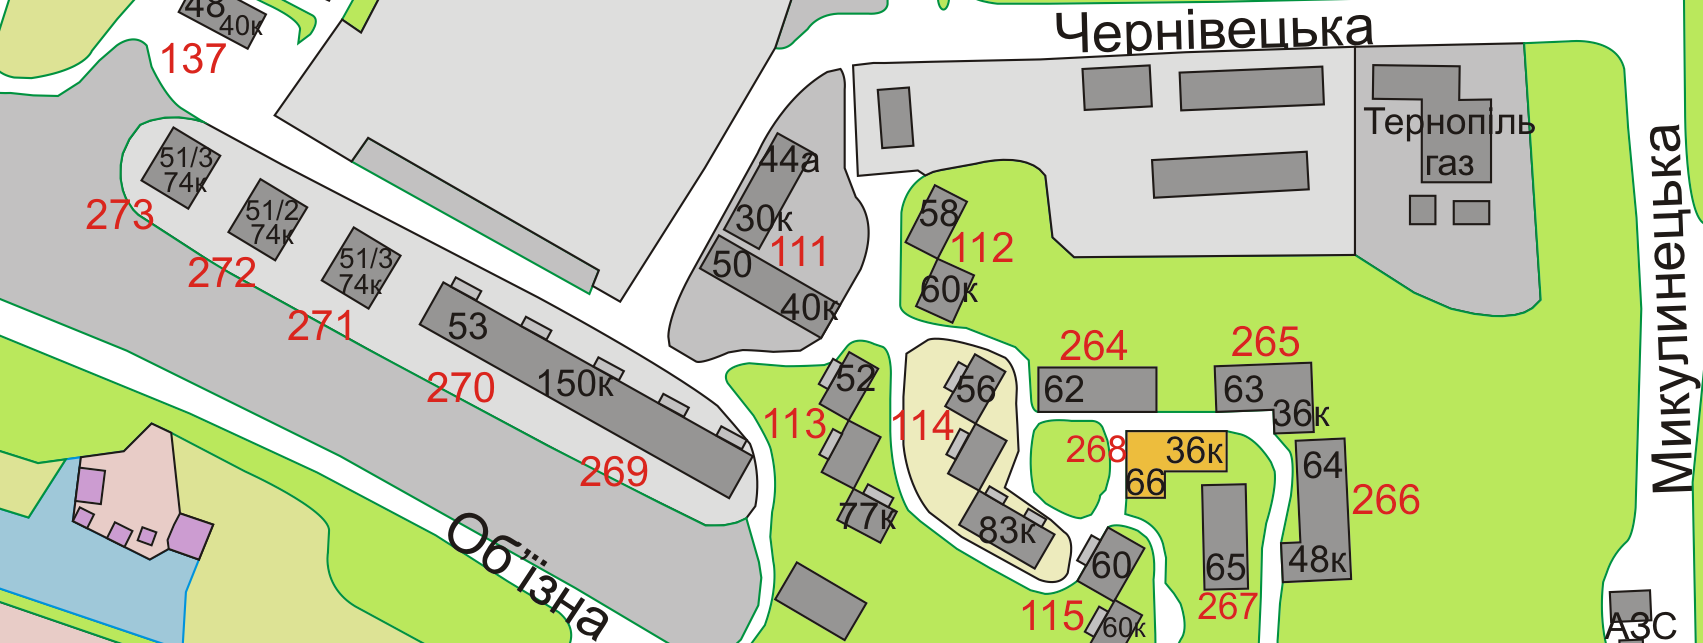 48
40к
137
Чернівецька
Тернопіль
газ
Микулинецька
51/3
74к
273
51/2
74к
272
51/3
74к
271
44а
30к
111
50
40к
58
112
60к
53
150к
270
269
52
113
77к
56
114
83к
264
62
265
63
36к
268
36к
66
64
266
48к
65
267
60
115
60к
Об'їзна
АЗС